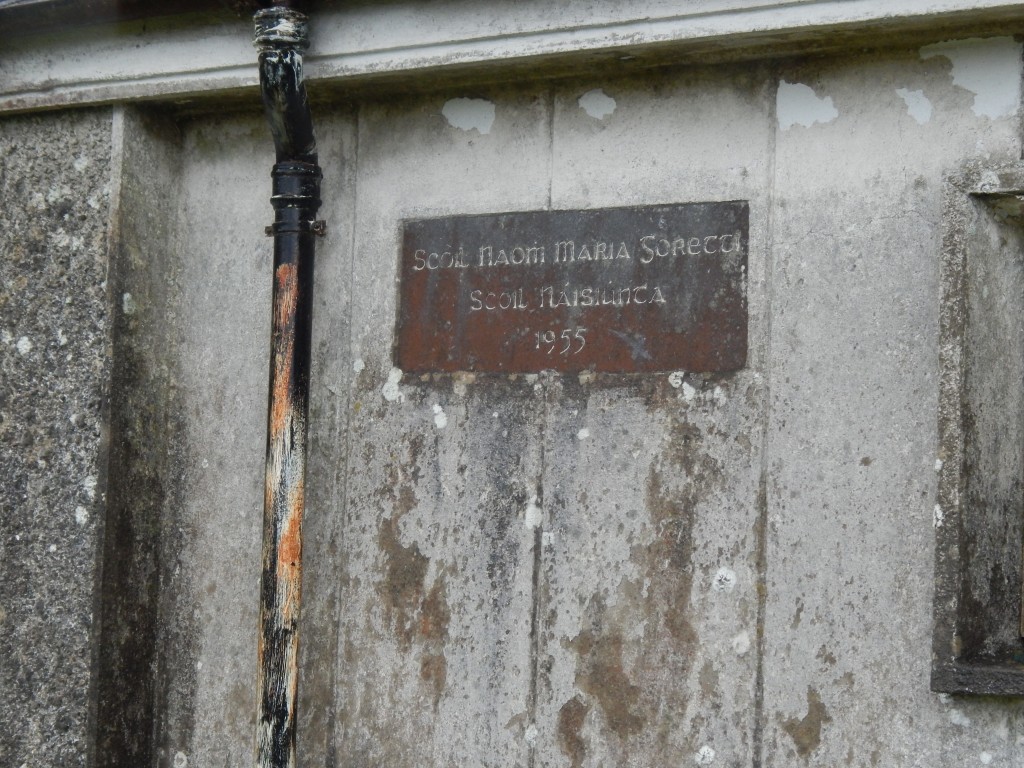 Scoil Naoṁ Maria Goretti
Scoil Náisiúnta
1955